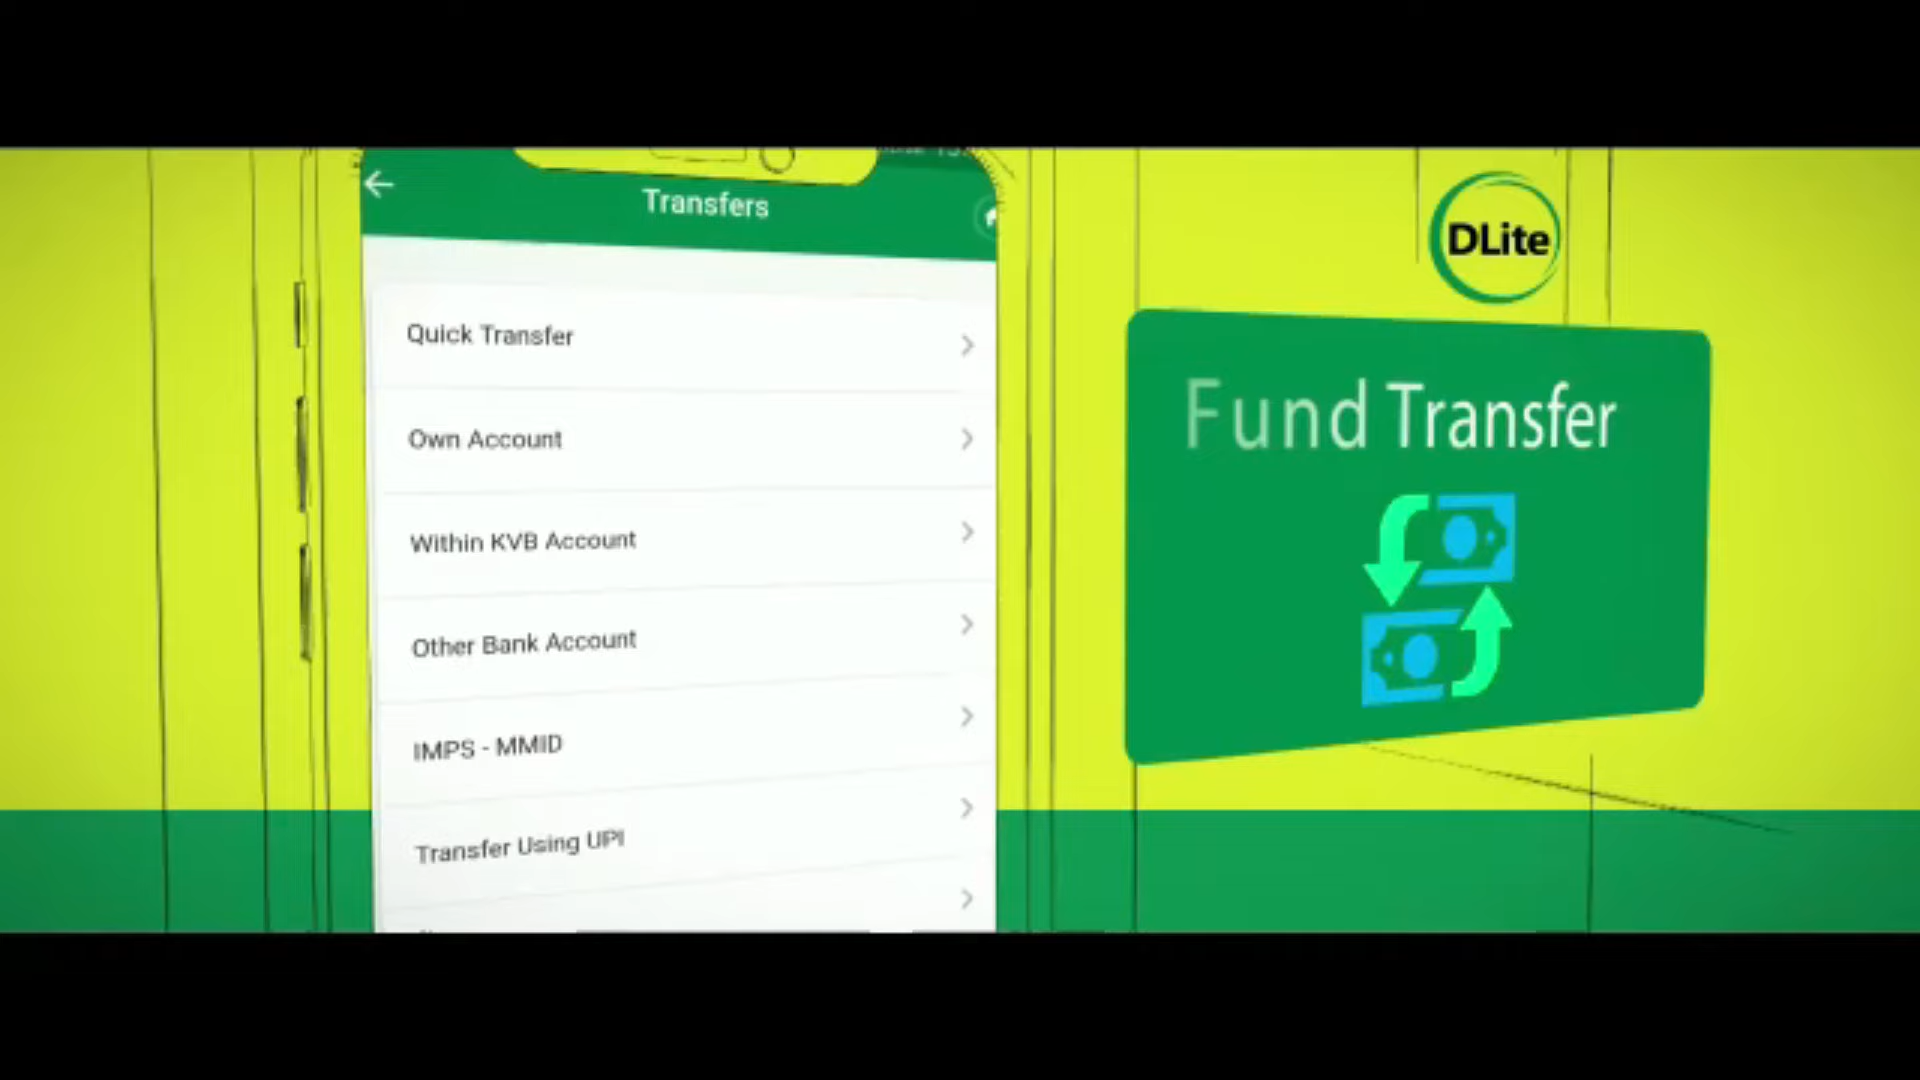 Transfers
Quick Transfer
Own Account
Within KVB Account
Other Bank Account
IMPS - MMID
Transfer Using UPI
DLite
Fund Transfer